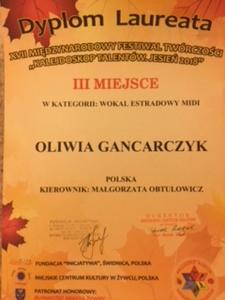 Dyplom Laureata
XVII MIĘDZYNARODOWY FESTIWAL TWÓRCZOŚCI
„KALEJDOSKOP TALENTÓW. JESIEŃ 2018"
III MIEJSCE
W KATEGORII: WOKAL ESTRADOWY MIDI
OLIWIA GANCARCZYK
POLSKA
KIEROWNIK: MAŁGORZATA OBTUŁOWICZ
FUNDACJA "INICJATYWA", ŚWIDNICA, POLSKA
MIEJSKIE CENTRUM KULTURY W ŻYWCU, POLSKA
PATRONAT HONOROWY: